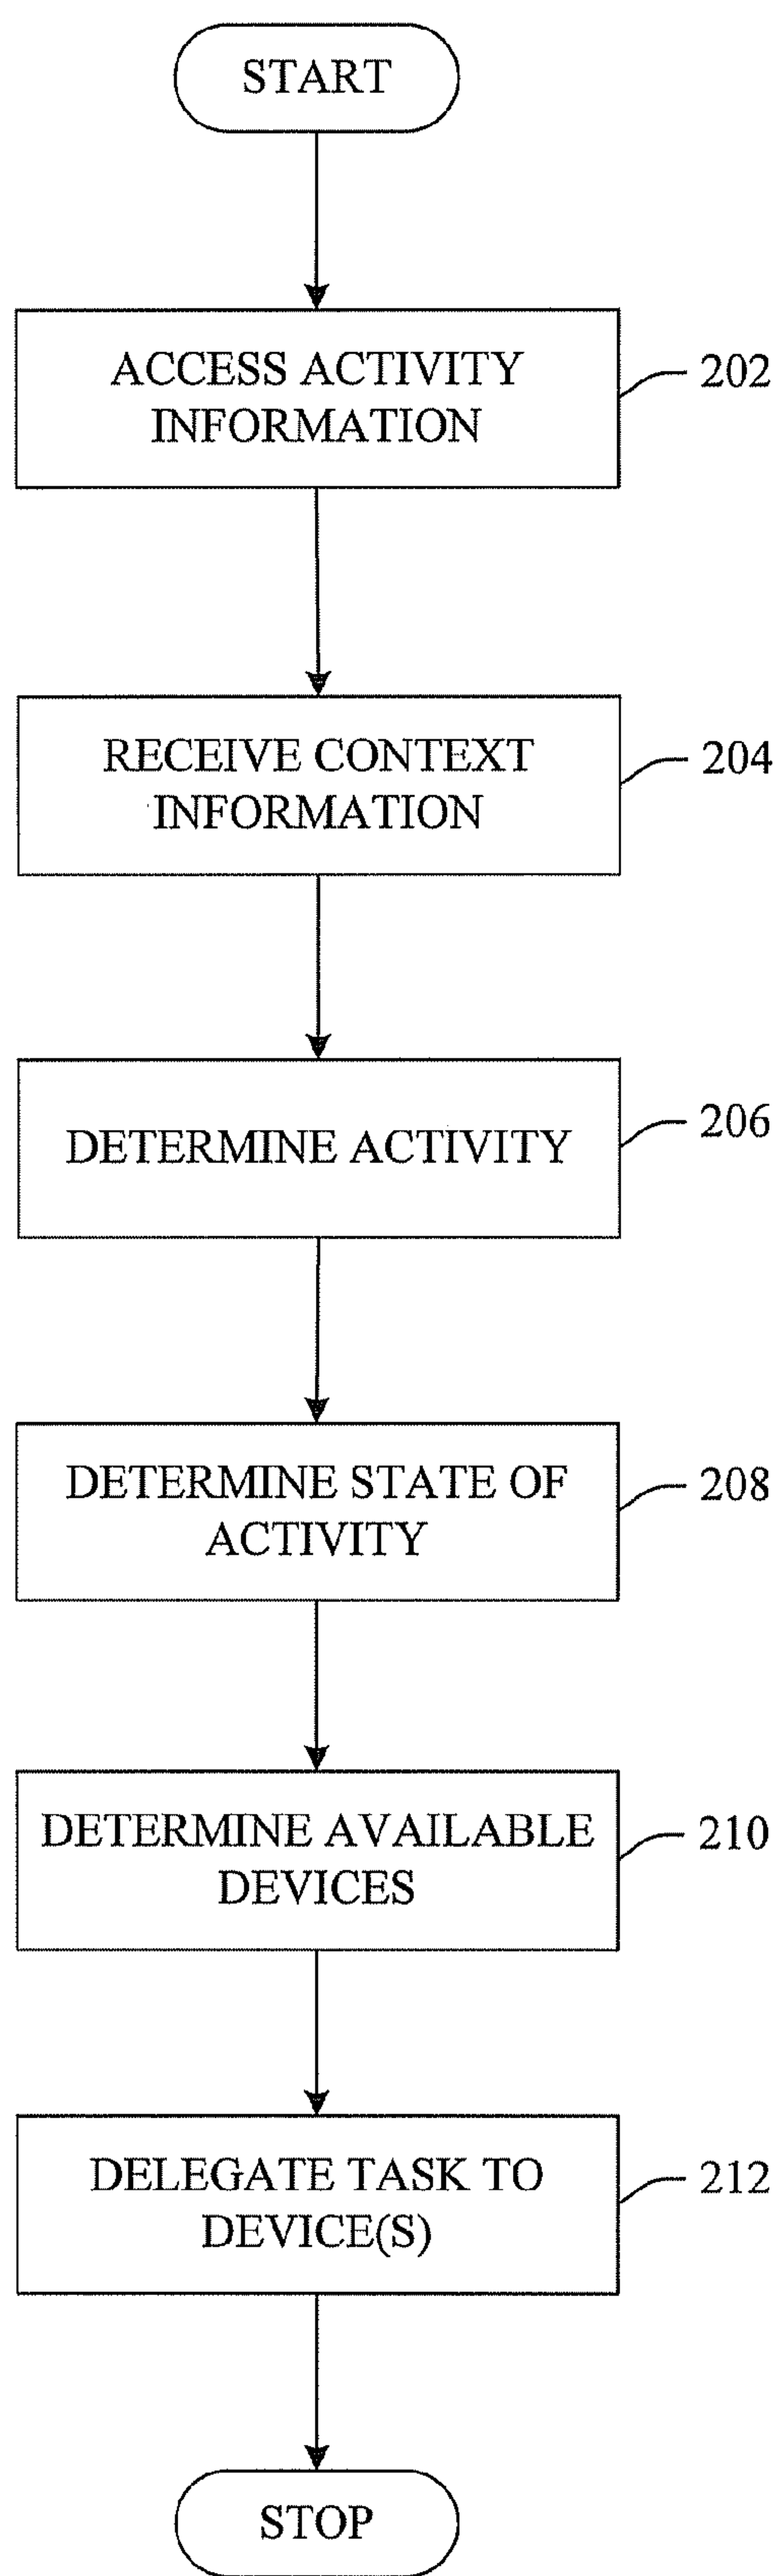 START
ACCESS ACTIVITY
INFORMATION
202
RECEIVE CONTEXT
INFORMATION
204
DETERMINE ACTIVITY
206
DETERMINE STATE OF
ACTIVITY
208
DETERMINE AVAILABLE
DEVICES
210
DELEGATE TASK TO
DEVICE(S)
212
STOP